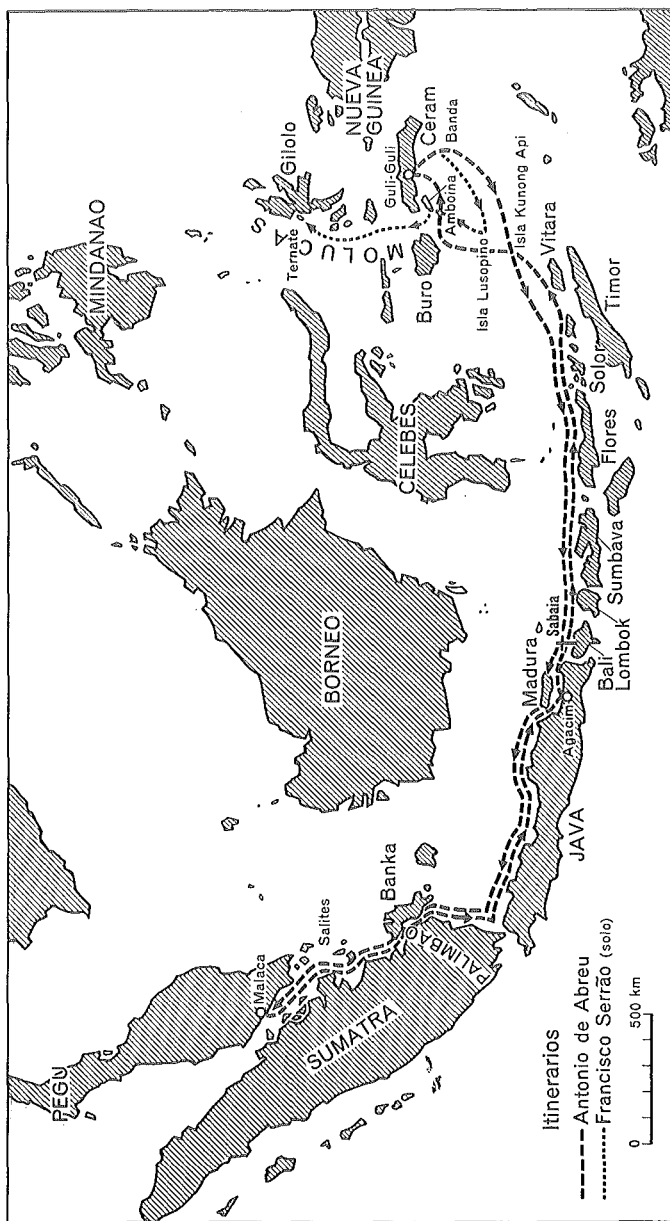 PEGU
Malaca
Salites
SUMATRA
PALIMBÃO
Banka
BORNEO
JAVA
Agacim
Madura
Bali
Lombok
Sabaia
Sumbava
Flores
Solor
Timor
Vitara
Isla Kunong Api
Isla Lusopino
Banda
Amboina
Ceram
Guli-Guli
Buro
MOLUCAS
Ternate
Gilolo
NUEVA
GUINEA
CELEBES
MINDANAO
Itinerarios
Antonio de Abreu
Francisco Serrão (solo)
0 500 km